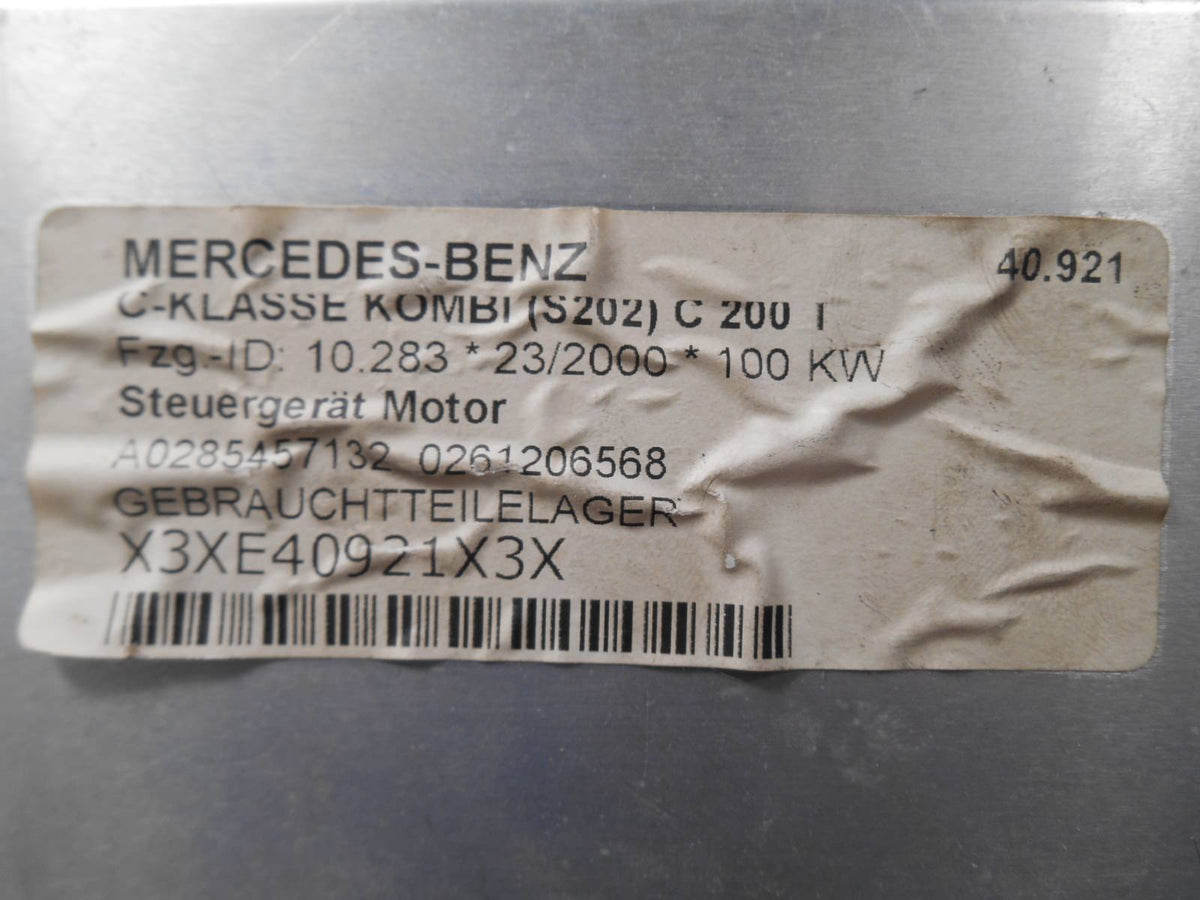 MERCEDES-BENZ 40.921
C-KLASSE KOMBI (S202) C 200 T
Fzg.-ID: 10.283 * 23/2000 * 100 KW
Steuergerät Motor
A0285457132 0261206568
GEBRAUCHTTEILELAGER
X3XE40921X3X